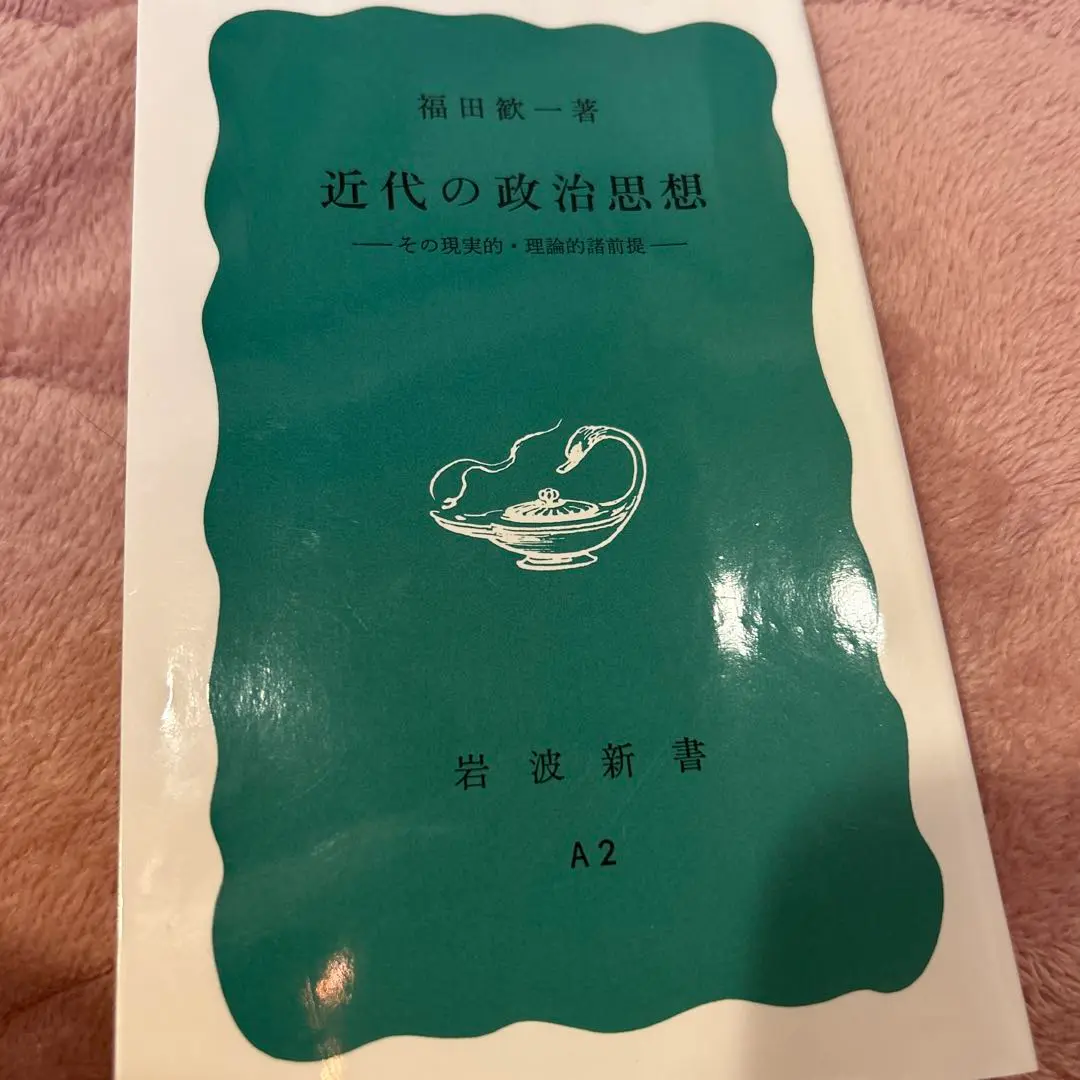 福田歓一著
近代の政治思想
——その現実的・理論的諸前提——
岩波新書
A2